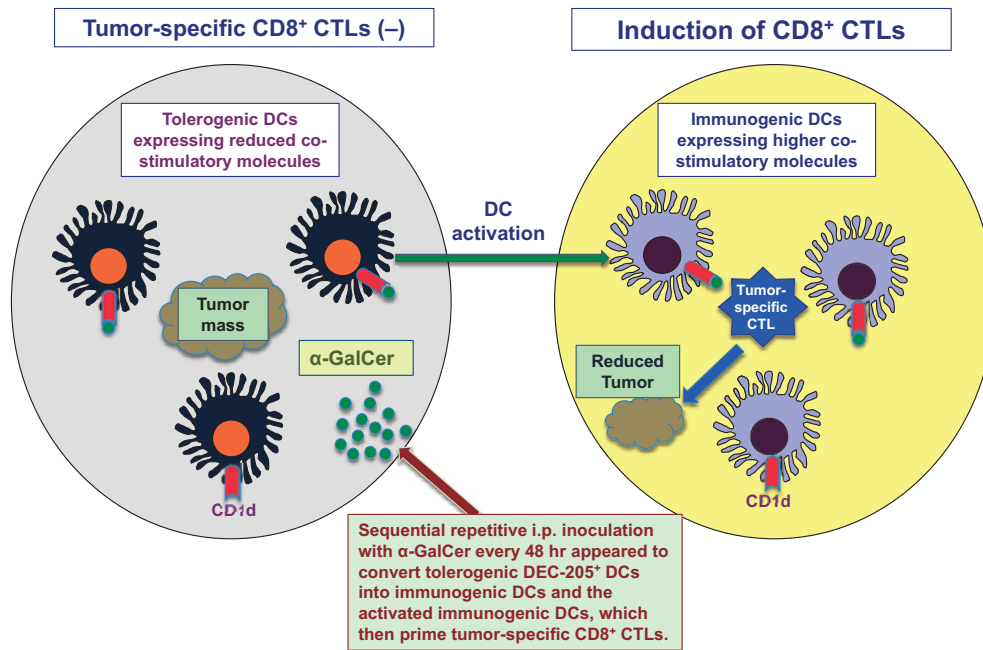 Tumor-specific CD8⁺ CTLs (–)
Induction of CD8⁺ CTLs
Tolerogenic DCs
expressing reduced co-
stimulatory molecules
Immunogenic DCs
expressing higher co-
stimulatory molecules
DC
activation
Tumor
mass
Tumor-
specific
CTL
α-GalCer
Reduced
Tumor
CD1d
CD1d
Sequential repetitive i.p. inoculation
with α-GalCer every 48 hr appeared to
convert tolerogenic DEC-205⁺ DCs
into immunogenic DCs and the
activated immunogenic DCs, which
then prime tumor-specific CD8⁺ CTLs.